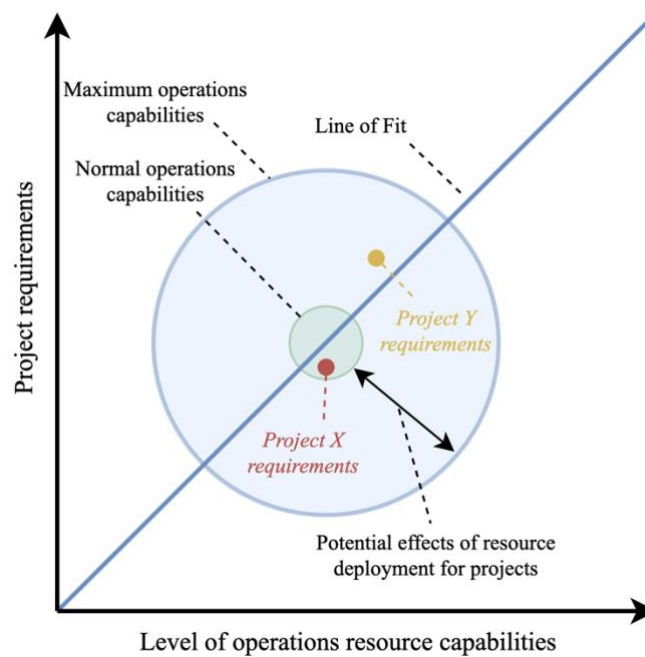 Maximum operations
capabilities
Normal operations
capabilities
Line of Fit
Project requirements
Project Y
requirements
Project X
requirements
Potential effects of resource
deployment for projects
Level of operations resource capabilities